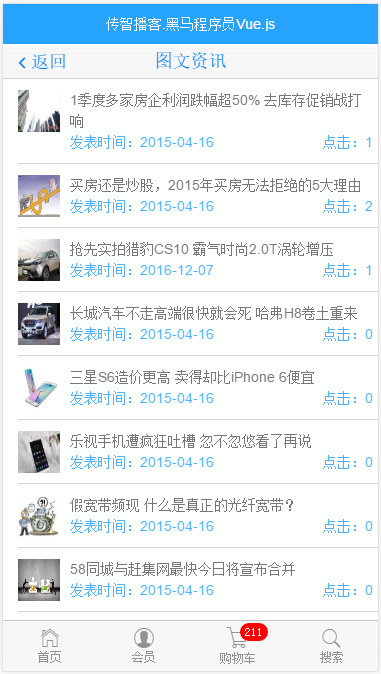 传智播客.黑马程序员Vue.js
返回
图文资讯
1季度多家房企利润跌幅超50% 去库存促销战打
响
发表时间：2015-04-16 点击：1
买房还是炒股，2015年买房无法拒绝的5大理由
发表时间：2015-04-16 点击：2
抢先实拍猎豹CS10 霸气时尚2.0T涡轮增压
发表时间：2016-12-07 点击：1
长城汽车不走高端很快就会死 哈弗H8卷土重来
发表时间：2015-04-16 点击：0
三星S6造价更高 卖得却比iPhone 6便宜
发表时间：2015-04-16 点击：0
乐视手机遭疯狂吐槽 忽不忽悠看了再说
发表时间：2015-04-16 点击：0
假宽带频现 什么是真正的光纤宽带？
发表时间：2015-04-16 点击：0
58同城与赶集网最快今日将宣布合并
发表时间：2015-04-16 点击：0
211
首页 会员 购物车 搜索